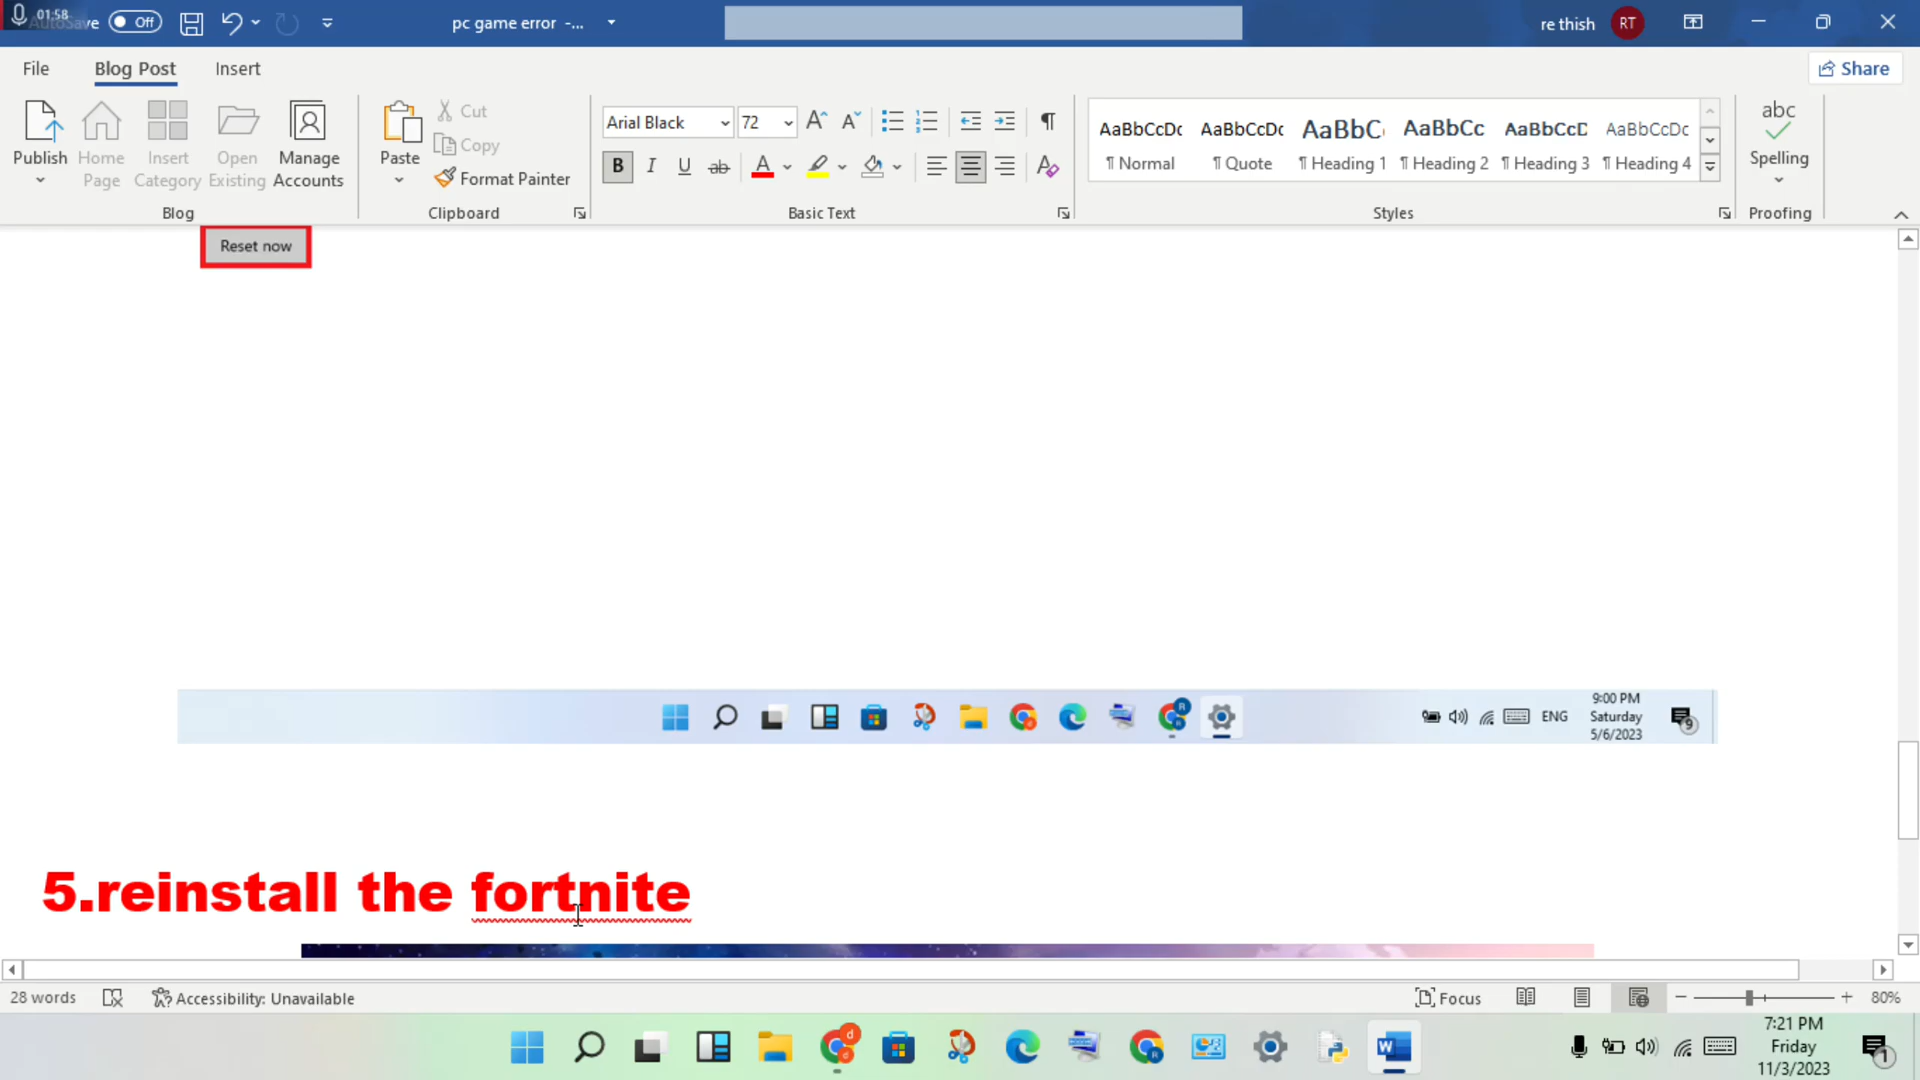 01:58
ve
Off
pc game error -...
re thish
RT
File
Blog Post
Insert
Share
Publish
Home Page
Insert Category
Open Existing
Manage Accounts
Blog
Paste
Cut
Copy
Format Painter
Clipboard
Arial Black
72
B I U ab
Basic Text
AaBbCcDc
¶ Normal
AaBbCcDc
¶ Quote
AaBbC
¶ Heading 1
AaBbCc
¶ Heading 2
AaBbCcD
¶ Heading 3
AaBbCcDc
¶ Heading 4
Styles
abc
Spelling
Proofing
Reset now
ENG
9:00 PM
Saturday
5/6/2023
9
5.reinstall the fortnite
28 words
Accessibility: Unavailable
Focus
80%
7:21 PM
Friday
11/3/2023
1